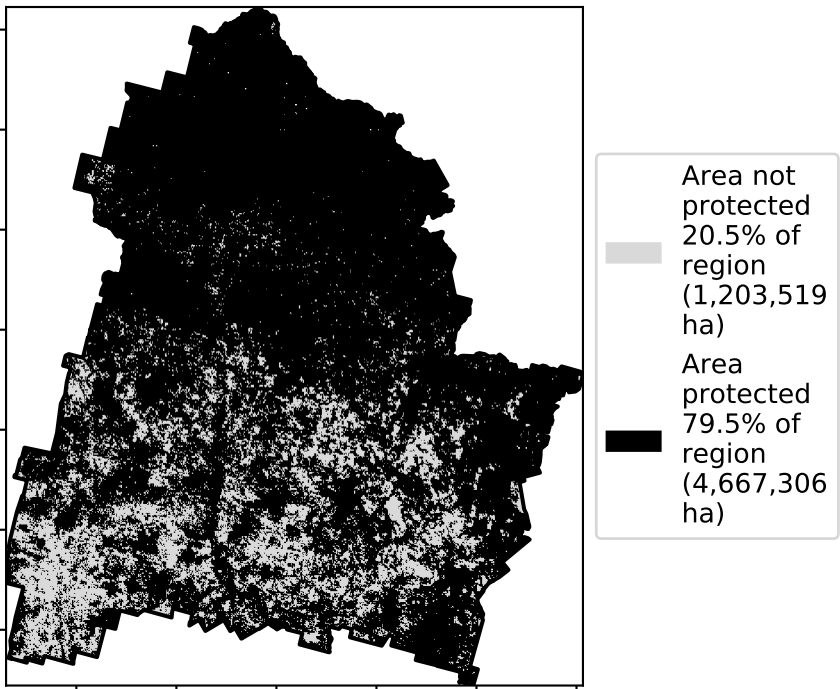 Area not
protected
20.5% of
region
(1,203,519
ha)
Area
protected
79.5% of
region
(4,667,306
ha)